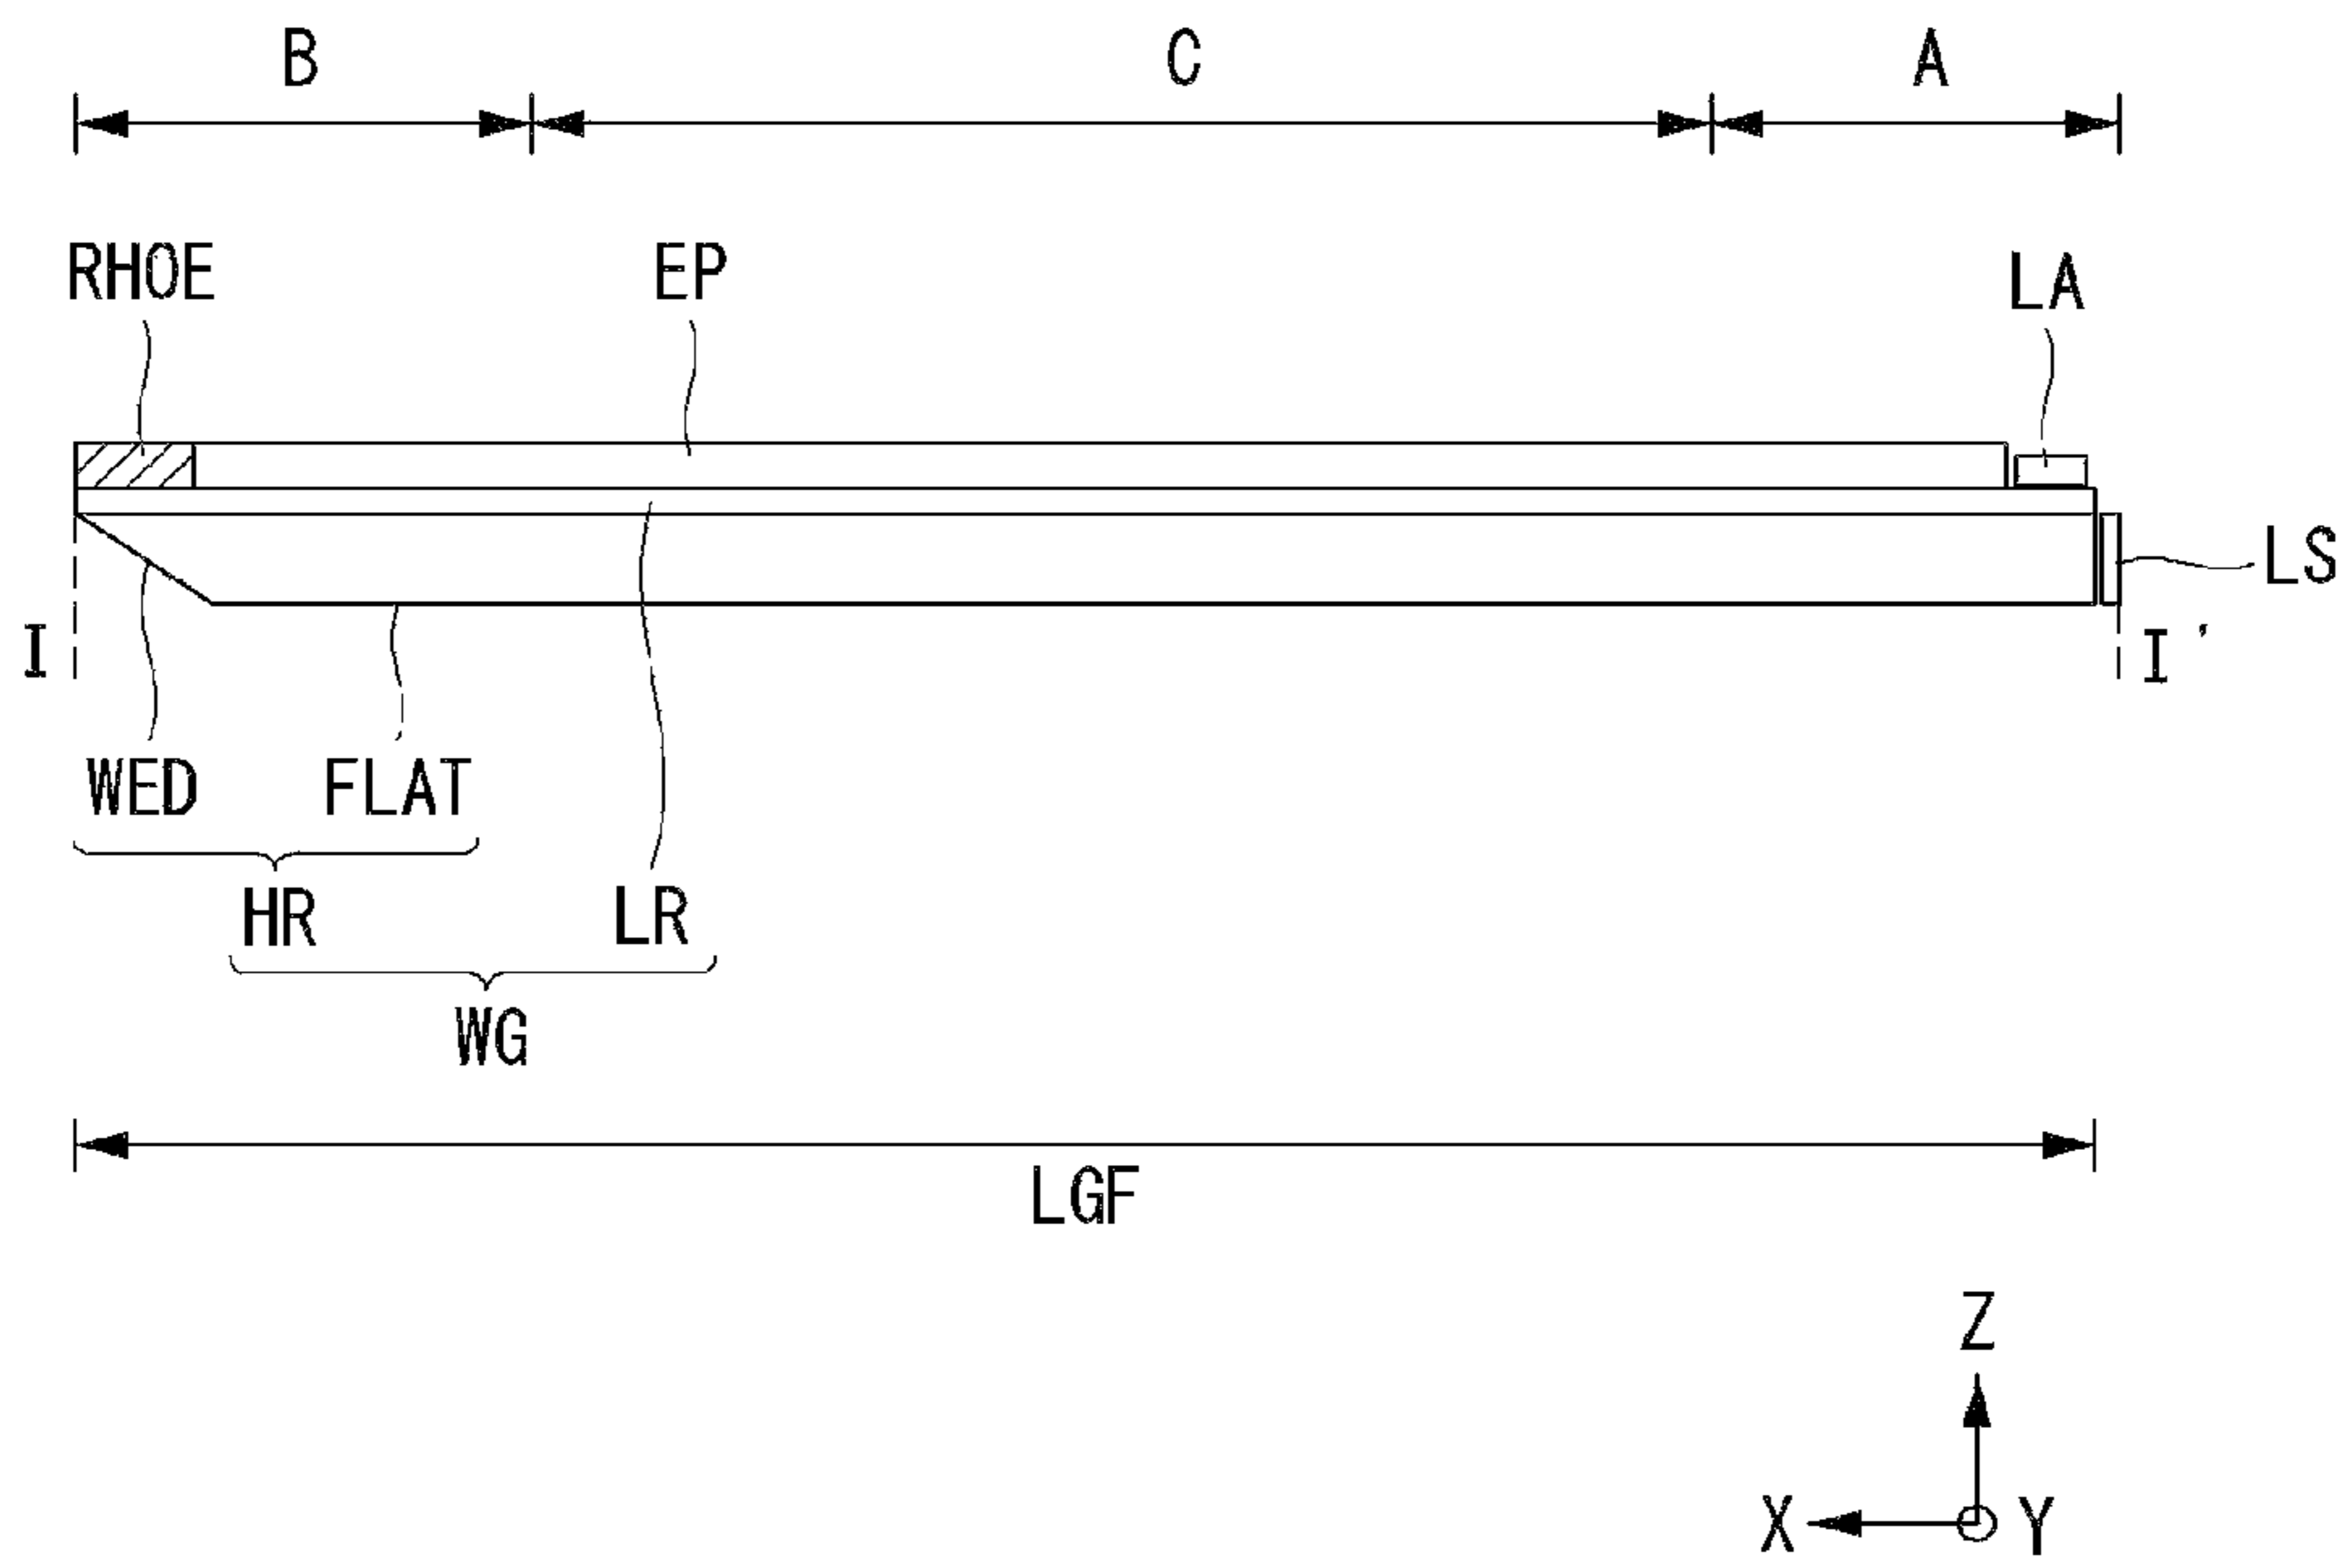 B C A
RHOE EP LA
LS
I I'
WED FLAT
HR LR
WG
LGF
Z
X Y